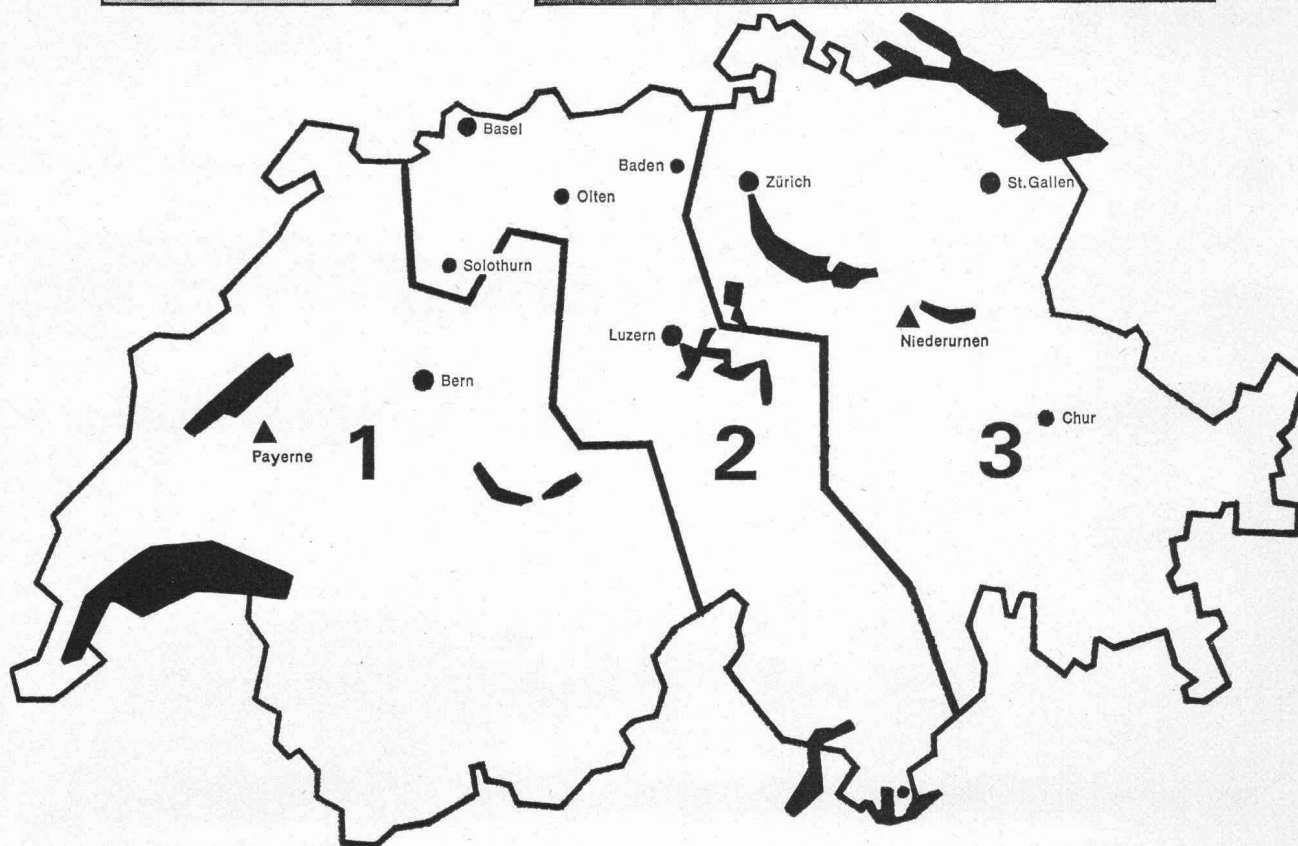 Basel
Baden
Zürich
St. Gallen
Olten
Solothurn
Luzern
Niederurnen
Bern
Chur
Payerne
1
2
3